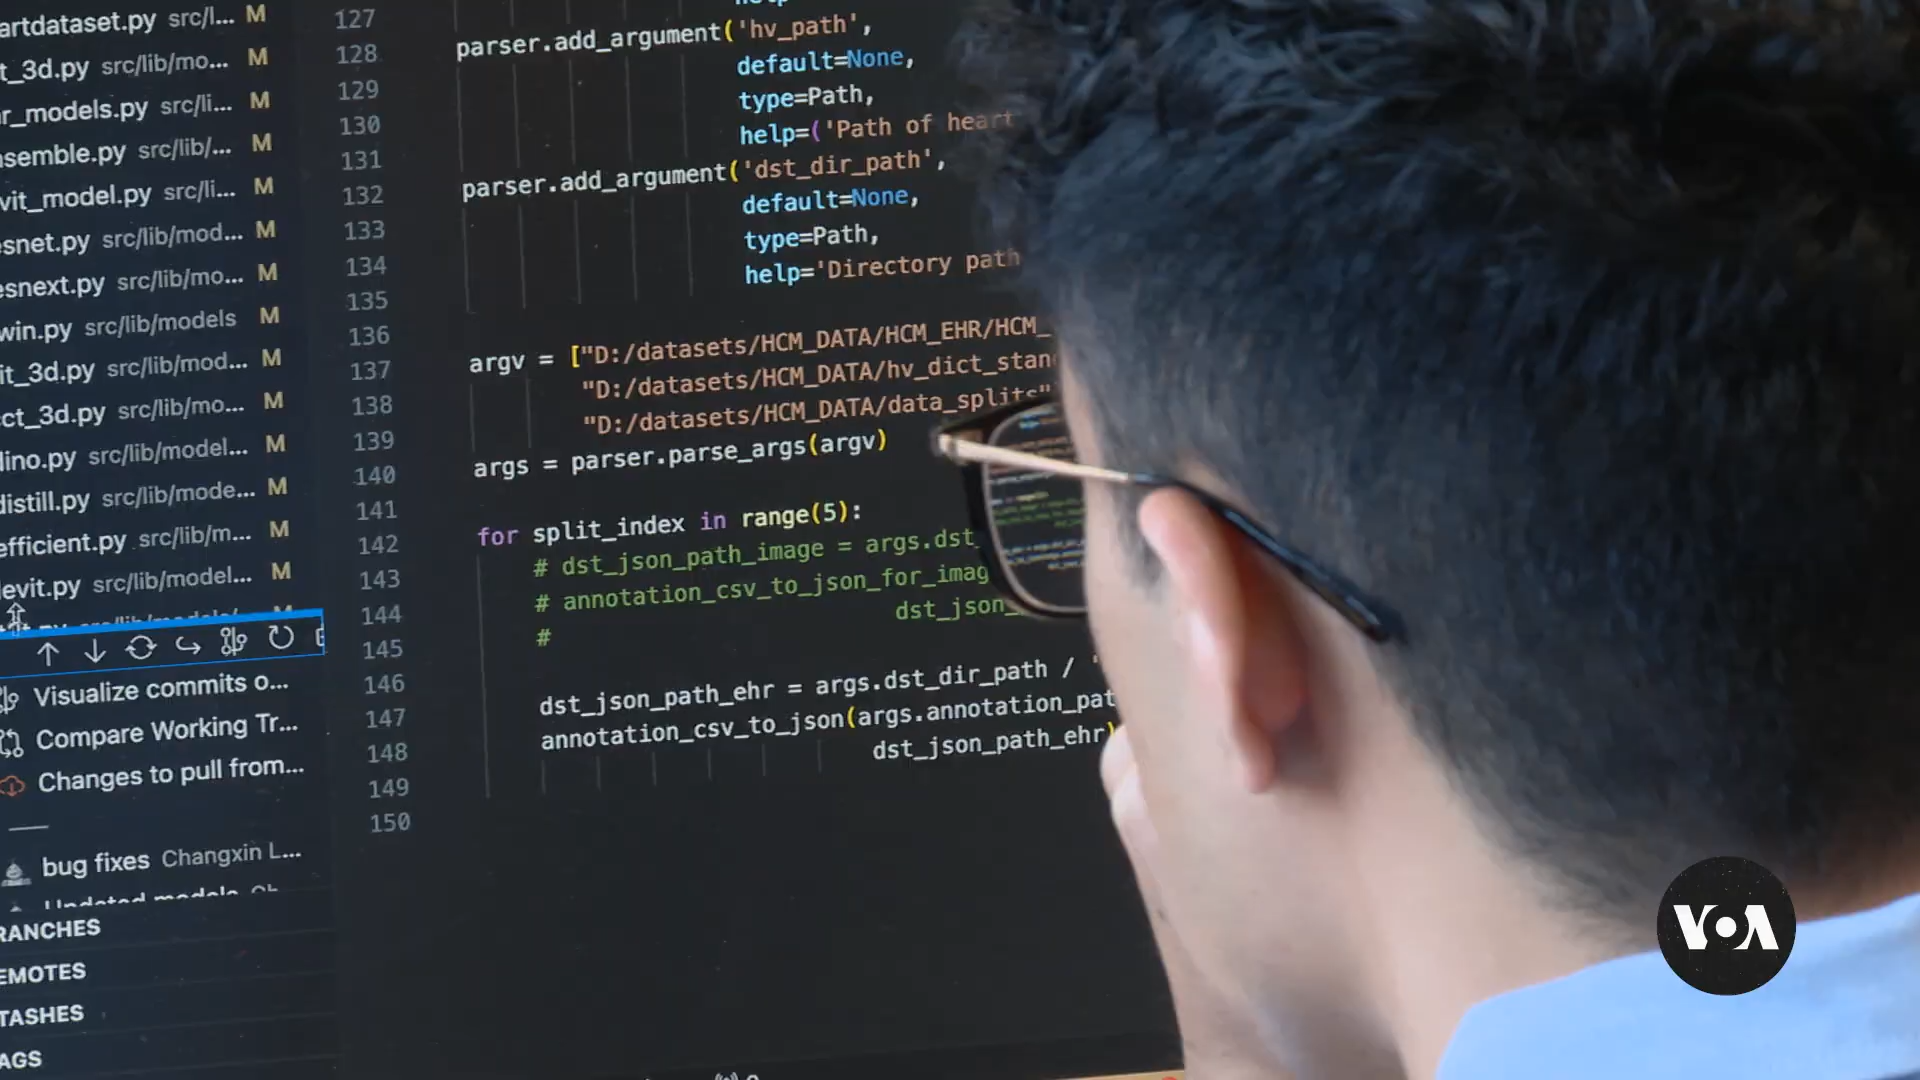 artdataset.py src/l... M
t_3d.py src/lib/mo... M
r_models.py src/li... M
semble.py src/lib/... M
vit_model.py src/li... M
esnet.py src/lib/mod... M
esnext.py src/lib/mo... M
win.py src/lib/models M
it_3d.py src/lib/mod... M
ct_3d.py src/lib/mo... M
lino.py src/lib/model... M
distill.py src/lib/mode... M
efficient.py src/lib/m... M
levit.py src/lib/model... M
Visualize commits o...
Compare Working Tr...
Changes to pull from...
bug fixes Changxin L...
Updated models Ch
RANCHES
EMOTES
TASHES
AGS
127
128 parser.add_argument('hv_path',
129 default=None,
130 type=Path,
131 help=('Path of heart
132 parser.add_argument('dst_dir_path',
133 default=None,
134 type=Path,
135 help='Directory path
136
137 argv = ["D:/datasets/HCM_DATA/HCM_EHR/HCM_
138 "D:/datasets/HCM_DATA/hv_dict_stan
139 "D:/datasets/HCM_DATA/data_splits"
140 args = parser.parse_args(argv)
141
142 for split_index in range(5):
143 # dst_json_path_image = args.dst_
144 # annotation_csv_to_json_for_imag
145 # dst_json_
146
147 dst_json_path_ehr = args.dst_dir_path / '
148 annotation_csv_to_json(args.annotation_pat
149 dst_json_path_ehr)
150
VOA